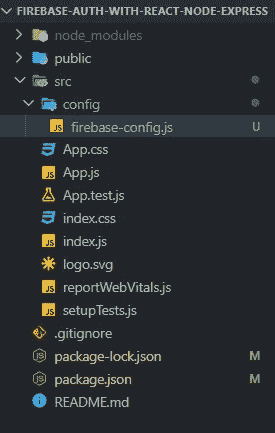 FIREBASE-AUTH-WITH-REACT-NODE-EXPRESS
node_modules
public
src
config
JS firebase-config.js
App.css
JS App.js
App.test.js
index.css
JS index.js
logo.svg
JS reportWebVitals.js
JS setupTests.js
.gitignore
JS package-lock.json M
JS package.json M
README.md